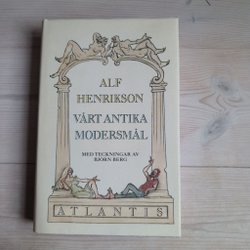 ALF
HENRIKSON
VÅRT ANTIKA
MODERSMÅL
MED TECKNINGAR AV
BJÖRN BERG
ATLANTIS